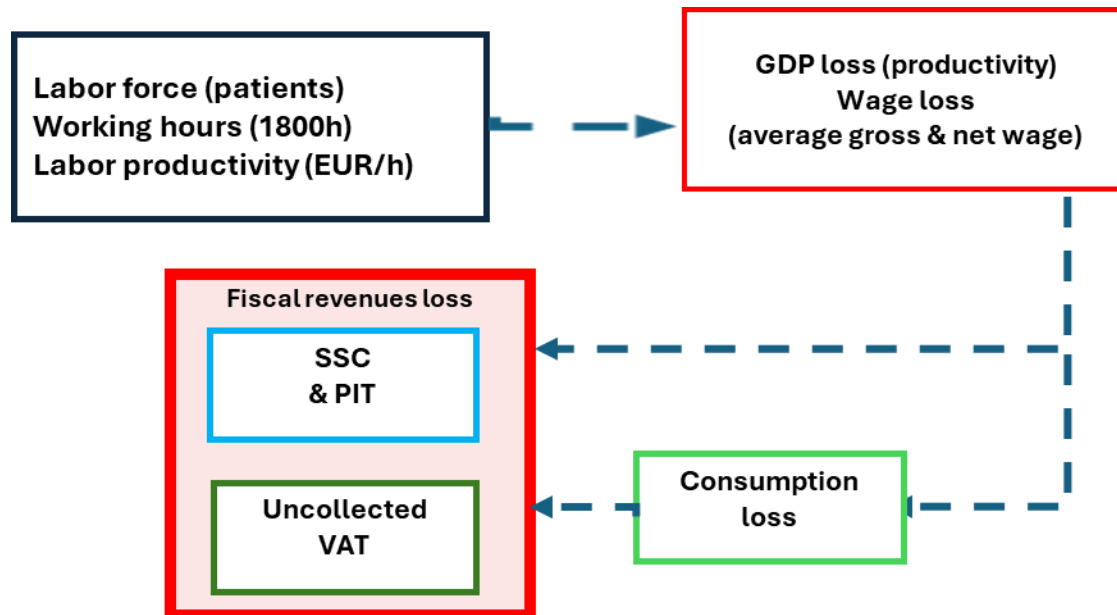 Labor force (patients)
Working hours (1800h)
Labor productivity (EUR/h)
GDP loss (productivity)
Wage loss
(average gross & net wage)
Fiscal revenues loss
SSC
& PIT
Uncollected
VAT
Consumption
loss